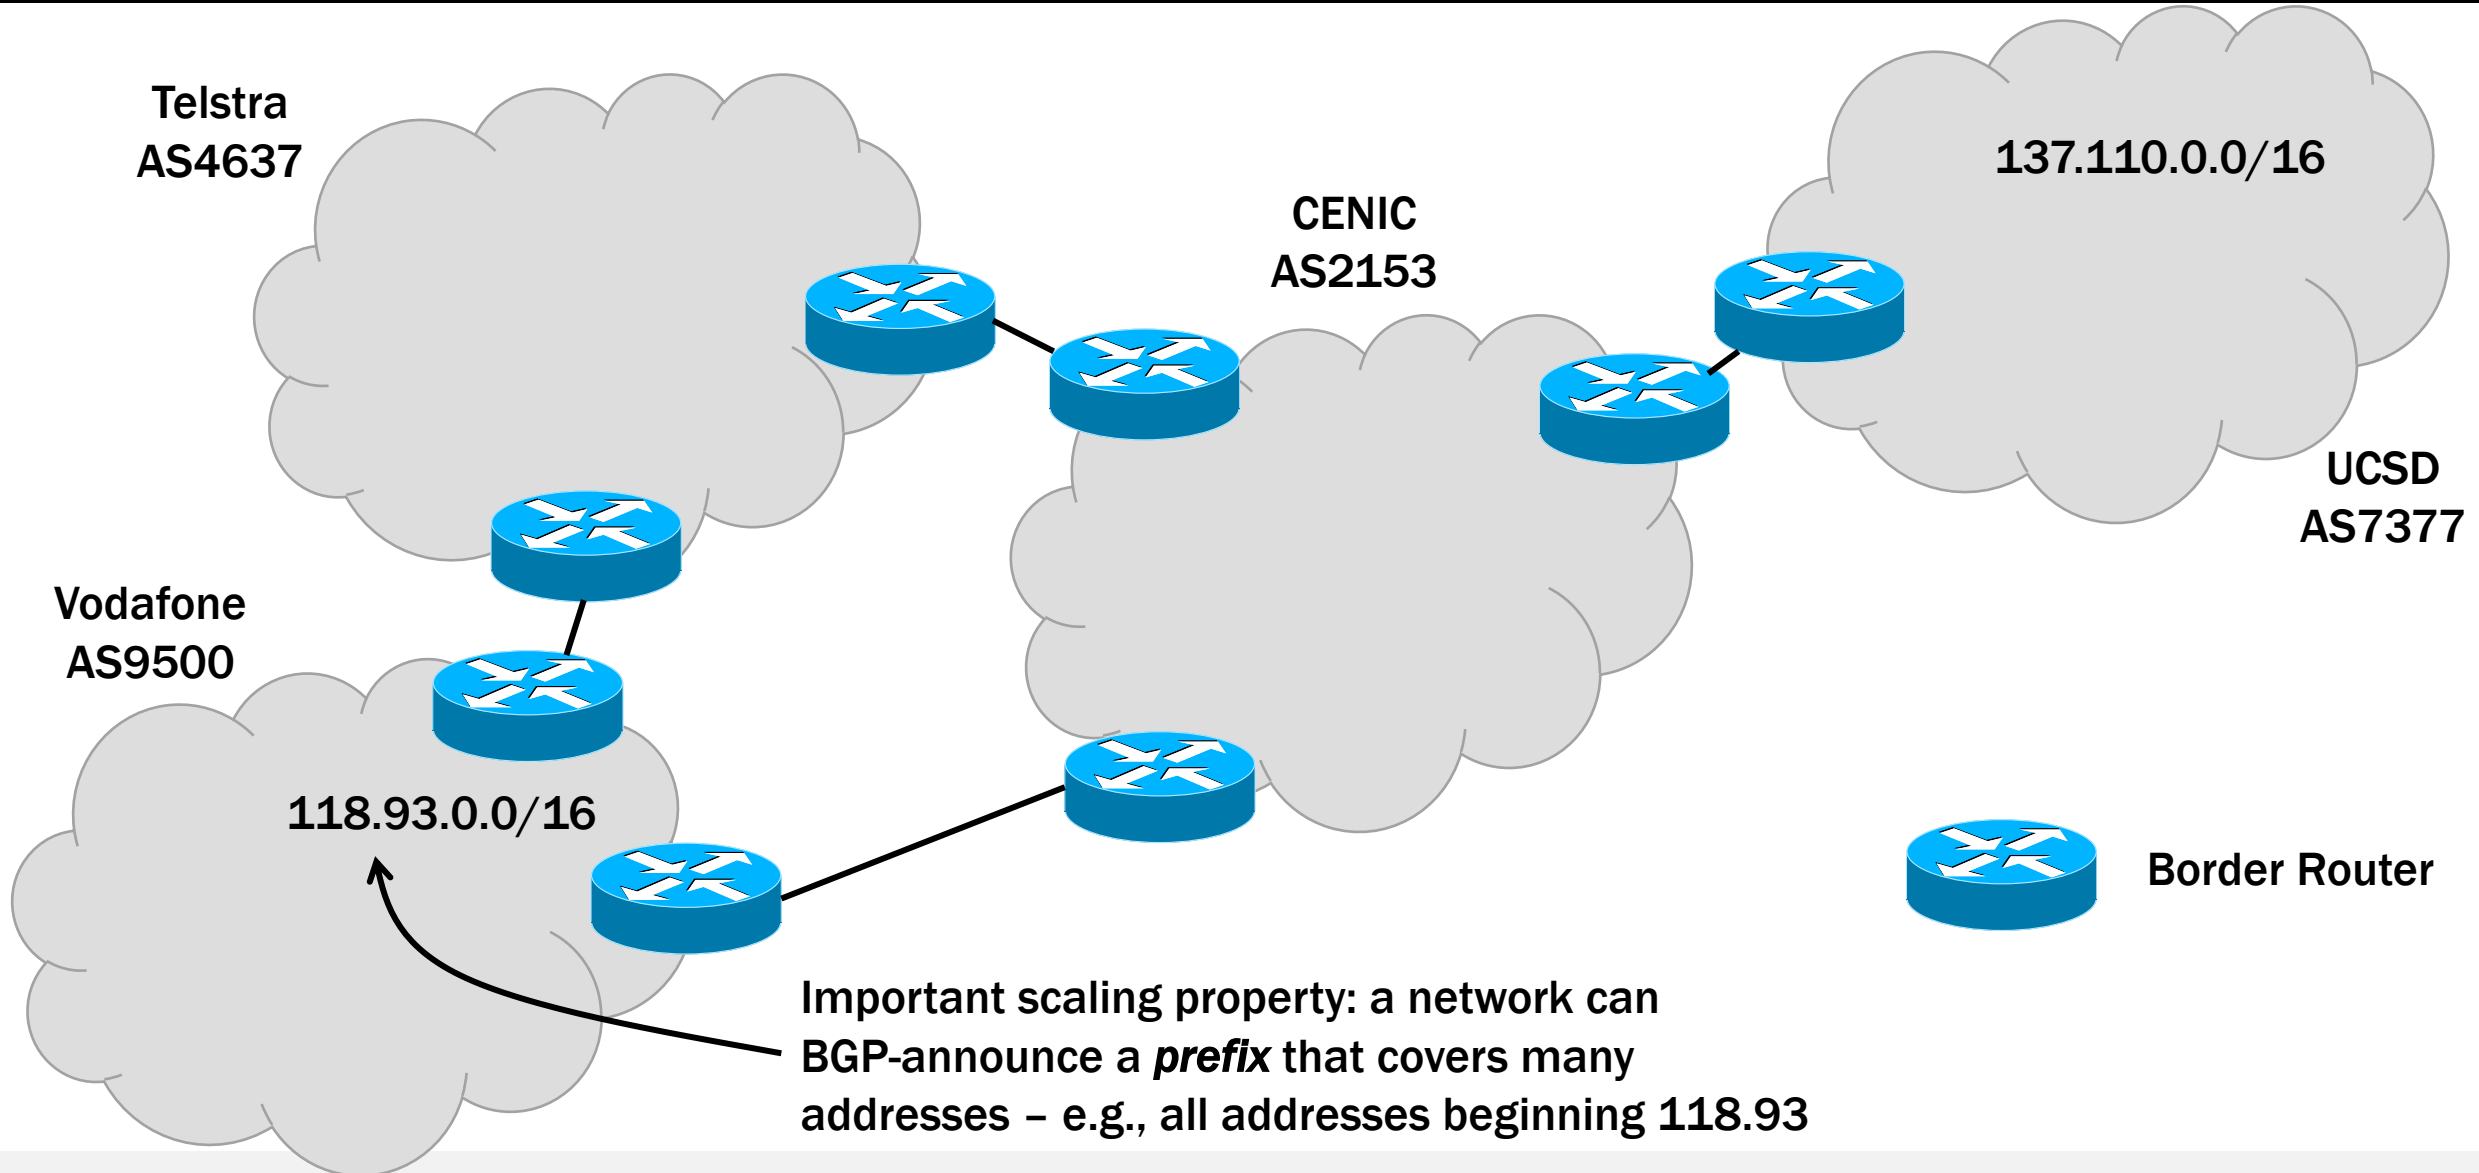 Telstra
AS4637
137.110.0.0/16
CENIC
AS2153
UCSD
AS7377
Vodafone
AS9500
118.93.0.0/16
Border Router
Important scaling property: a network can
BGP-announce a prefix that covers many
addresses – e.g., all addresses beginning 118.93